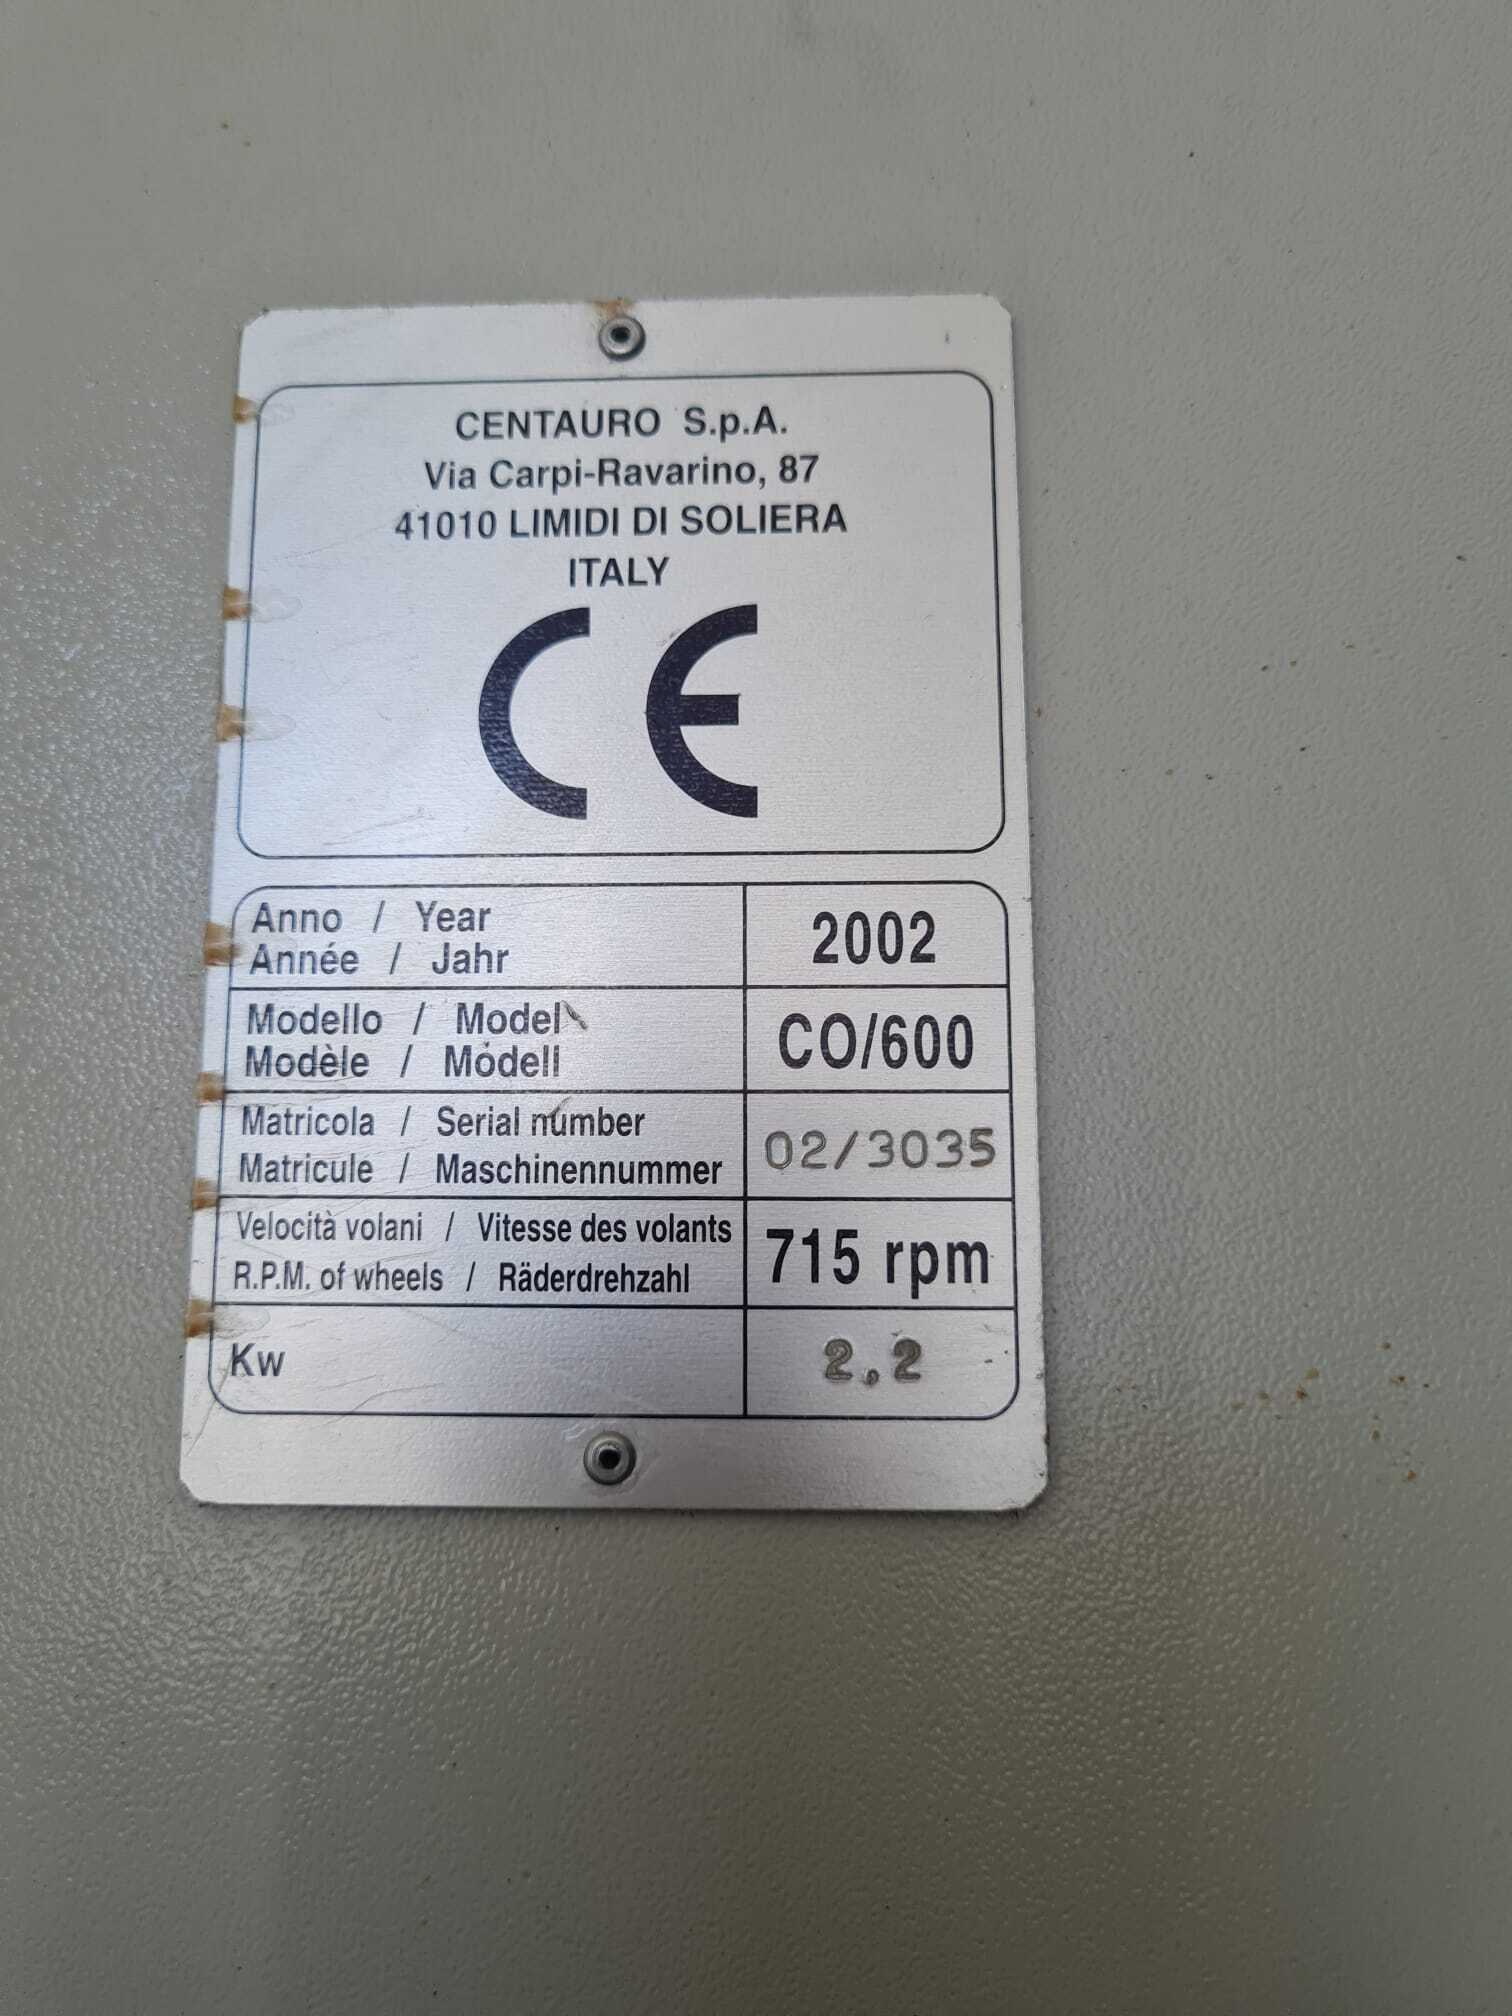 CENTAURO S.p.A.
Via Carpi-Ravarino, 87
41010 LIMIDI DI SOLIERA
ITALY
CE
Anno / Year
Année / Jahr
2002
Modello / Model
Modèle / Modell
CO/600
Matricola / Serial number
Matricule / Maschinennummer
02/3035
Velocità volani / Vitesse des volants
R.P.M. of wheels / Räderdrehzahl
715 rpm
Kw
2,2